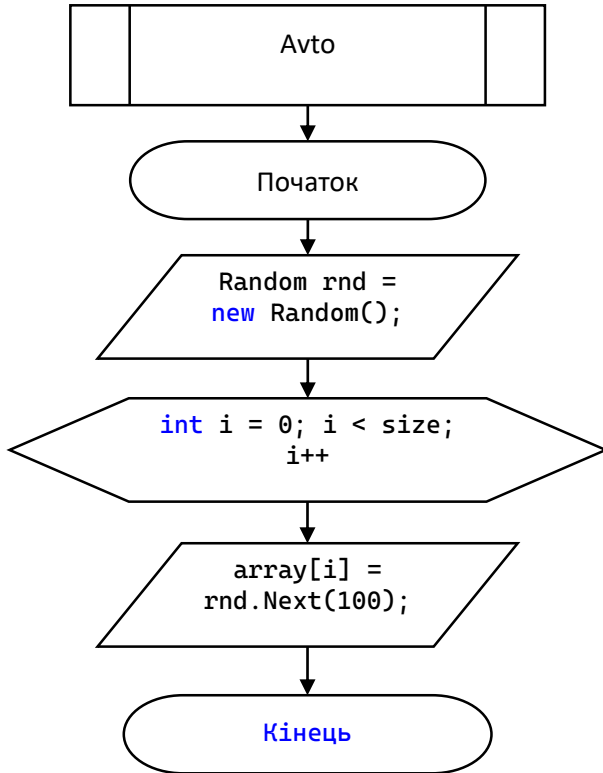 Avto
Початок
Random rnd =
new Random();
int i = 0; i < size;
i++
array[i] =
rnd.Next(100);
Кінець